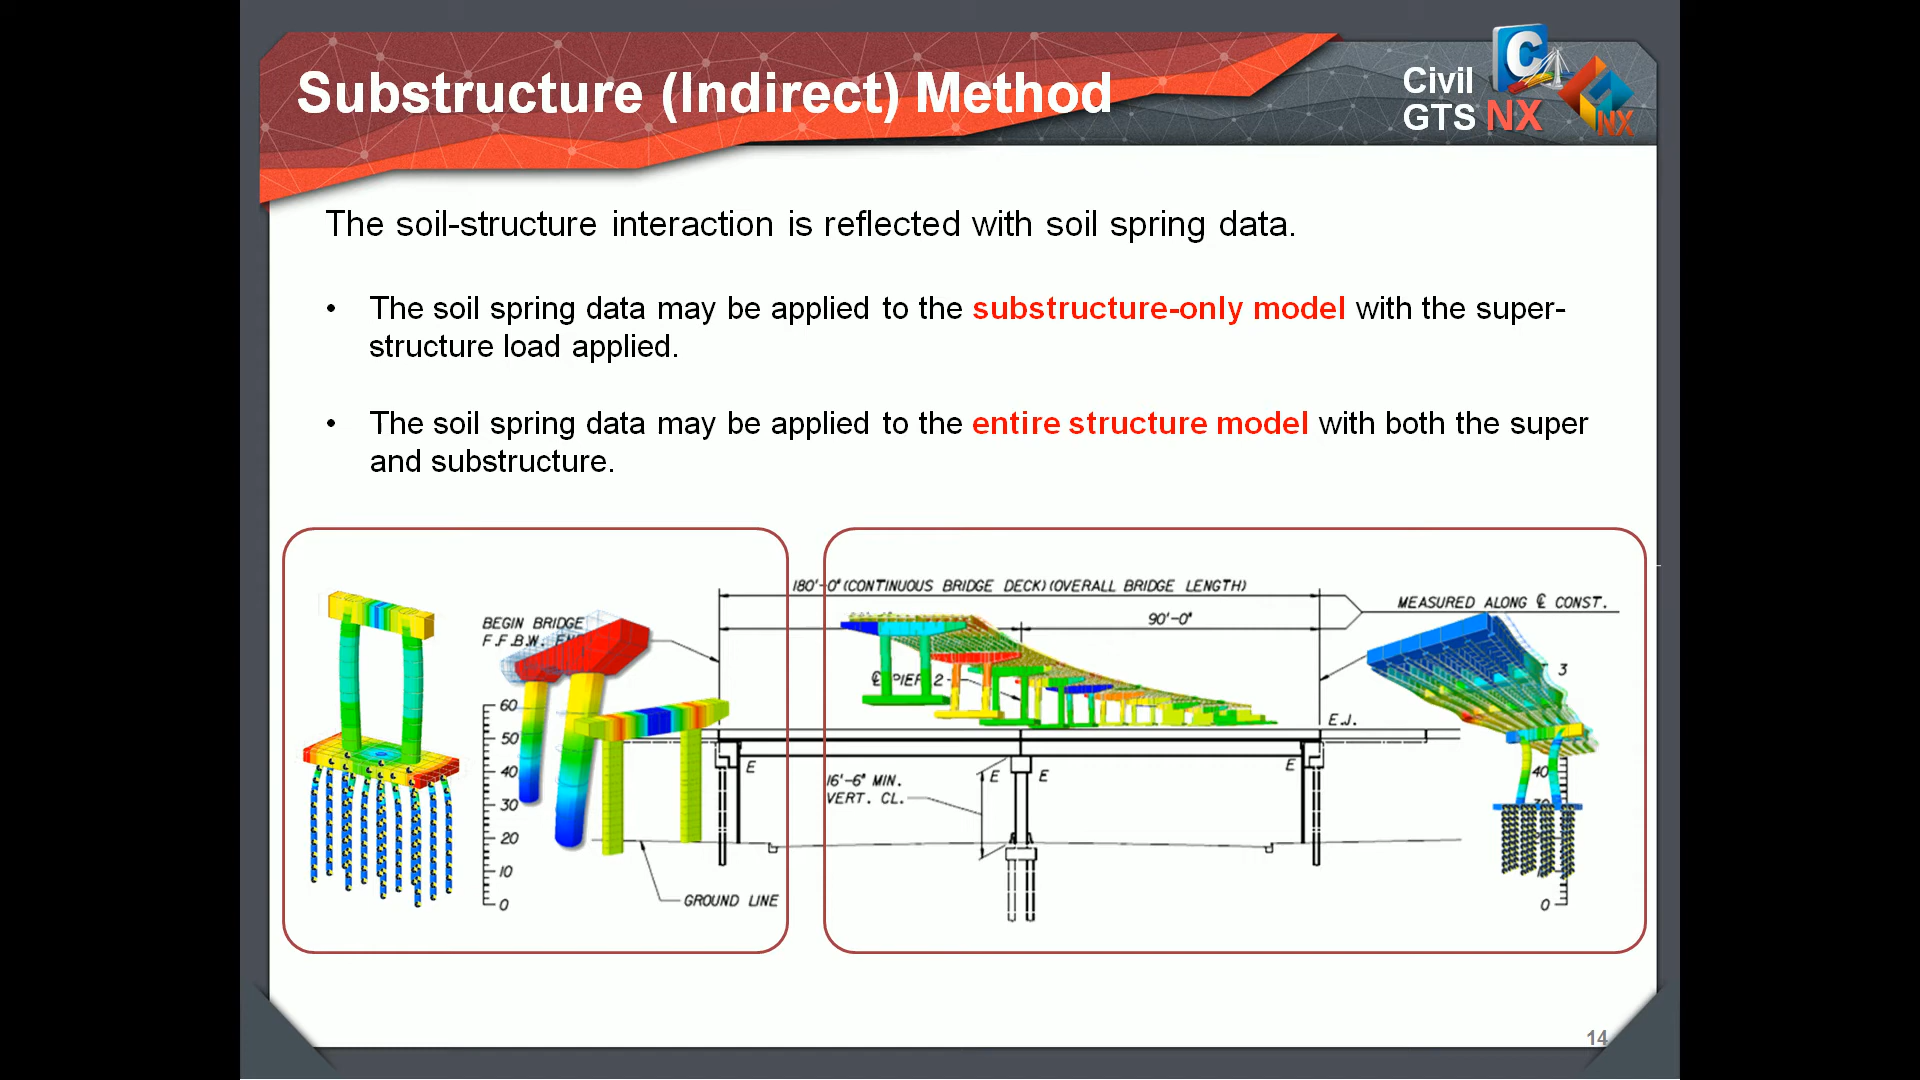 Substructure (Indirect) Method
Civil
GTS NX
C
NX
The soil-structure interaction is reflected with soil spring data.
• The soil spring data may be applied to the substructure-only model with the super-
structure load applied.
• The soil spring data may be applied to the entire structure model with both the super
and substructure.
180'-0" (CONTINUOUS BRIDGE DECK) (OVERALL BRIDGE LENGTH)
MEASURED ALONG ℄ CONST.
BEGIN BRIDGE
F.F.B.W.
90'-0"
3
2
60
50
40
30
20
10
0
E.J.
E
E
E
E
16'-6" MIN.
VERT. CL.
GROUND LINE
40
0
14